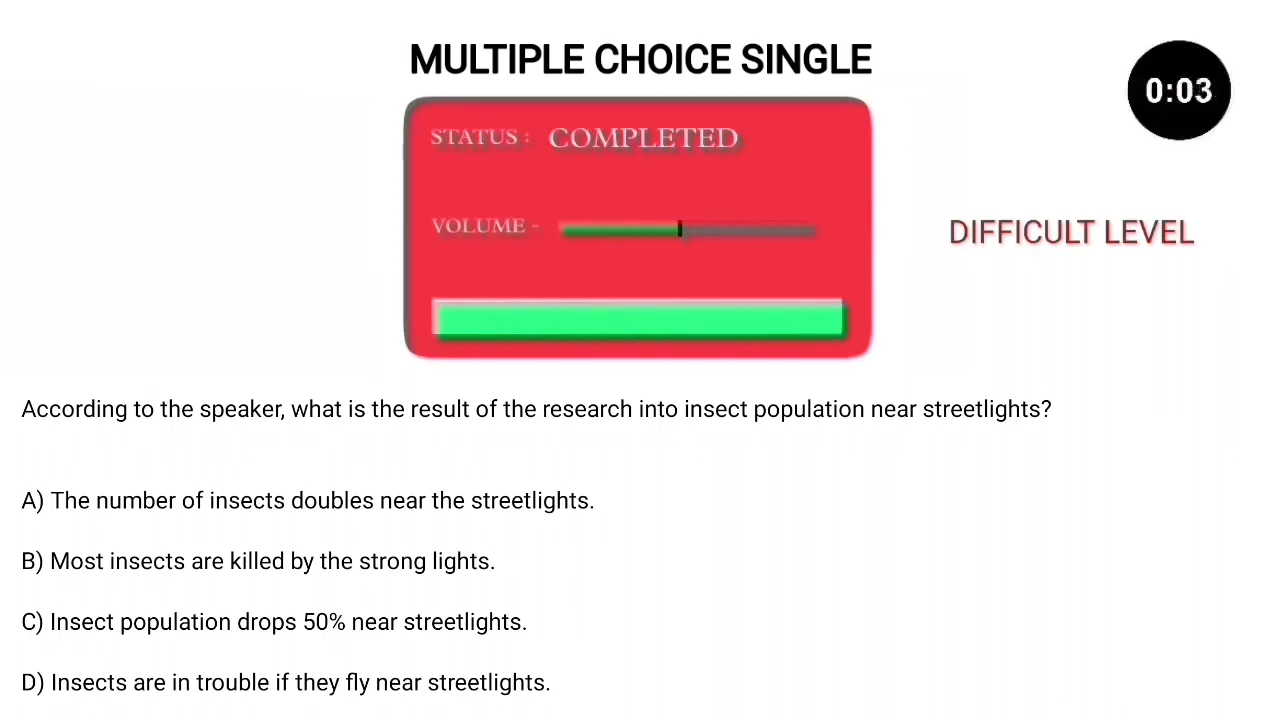 MULTIPLE CHOICE SINGLE
0:03
STATUS : COMPLETED
VOLUME -
DIFFICULT LEVEL
According to the speaker, what is the result of the research into insect population near streetlights?
A) The number of insects doubles near the streetlights.
B) Most insects are killed by the strong lights.
C) Insect population drops 50% near streetlights.
D) Insects are in trouble if they fly near streetlights.